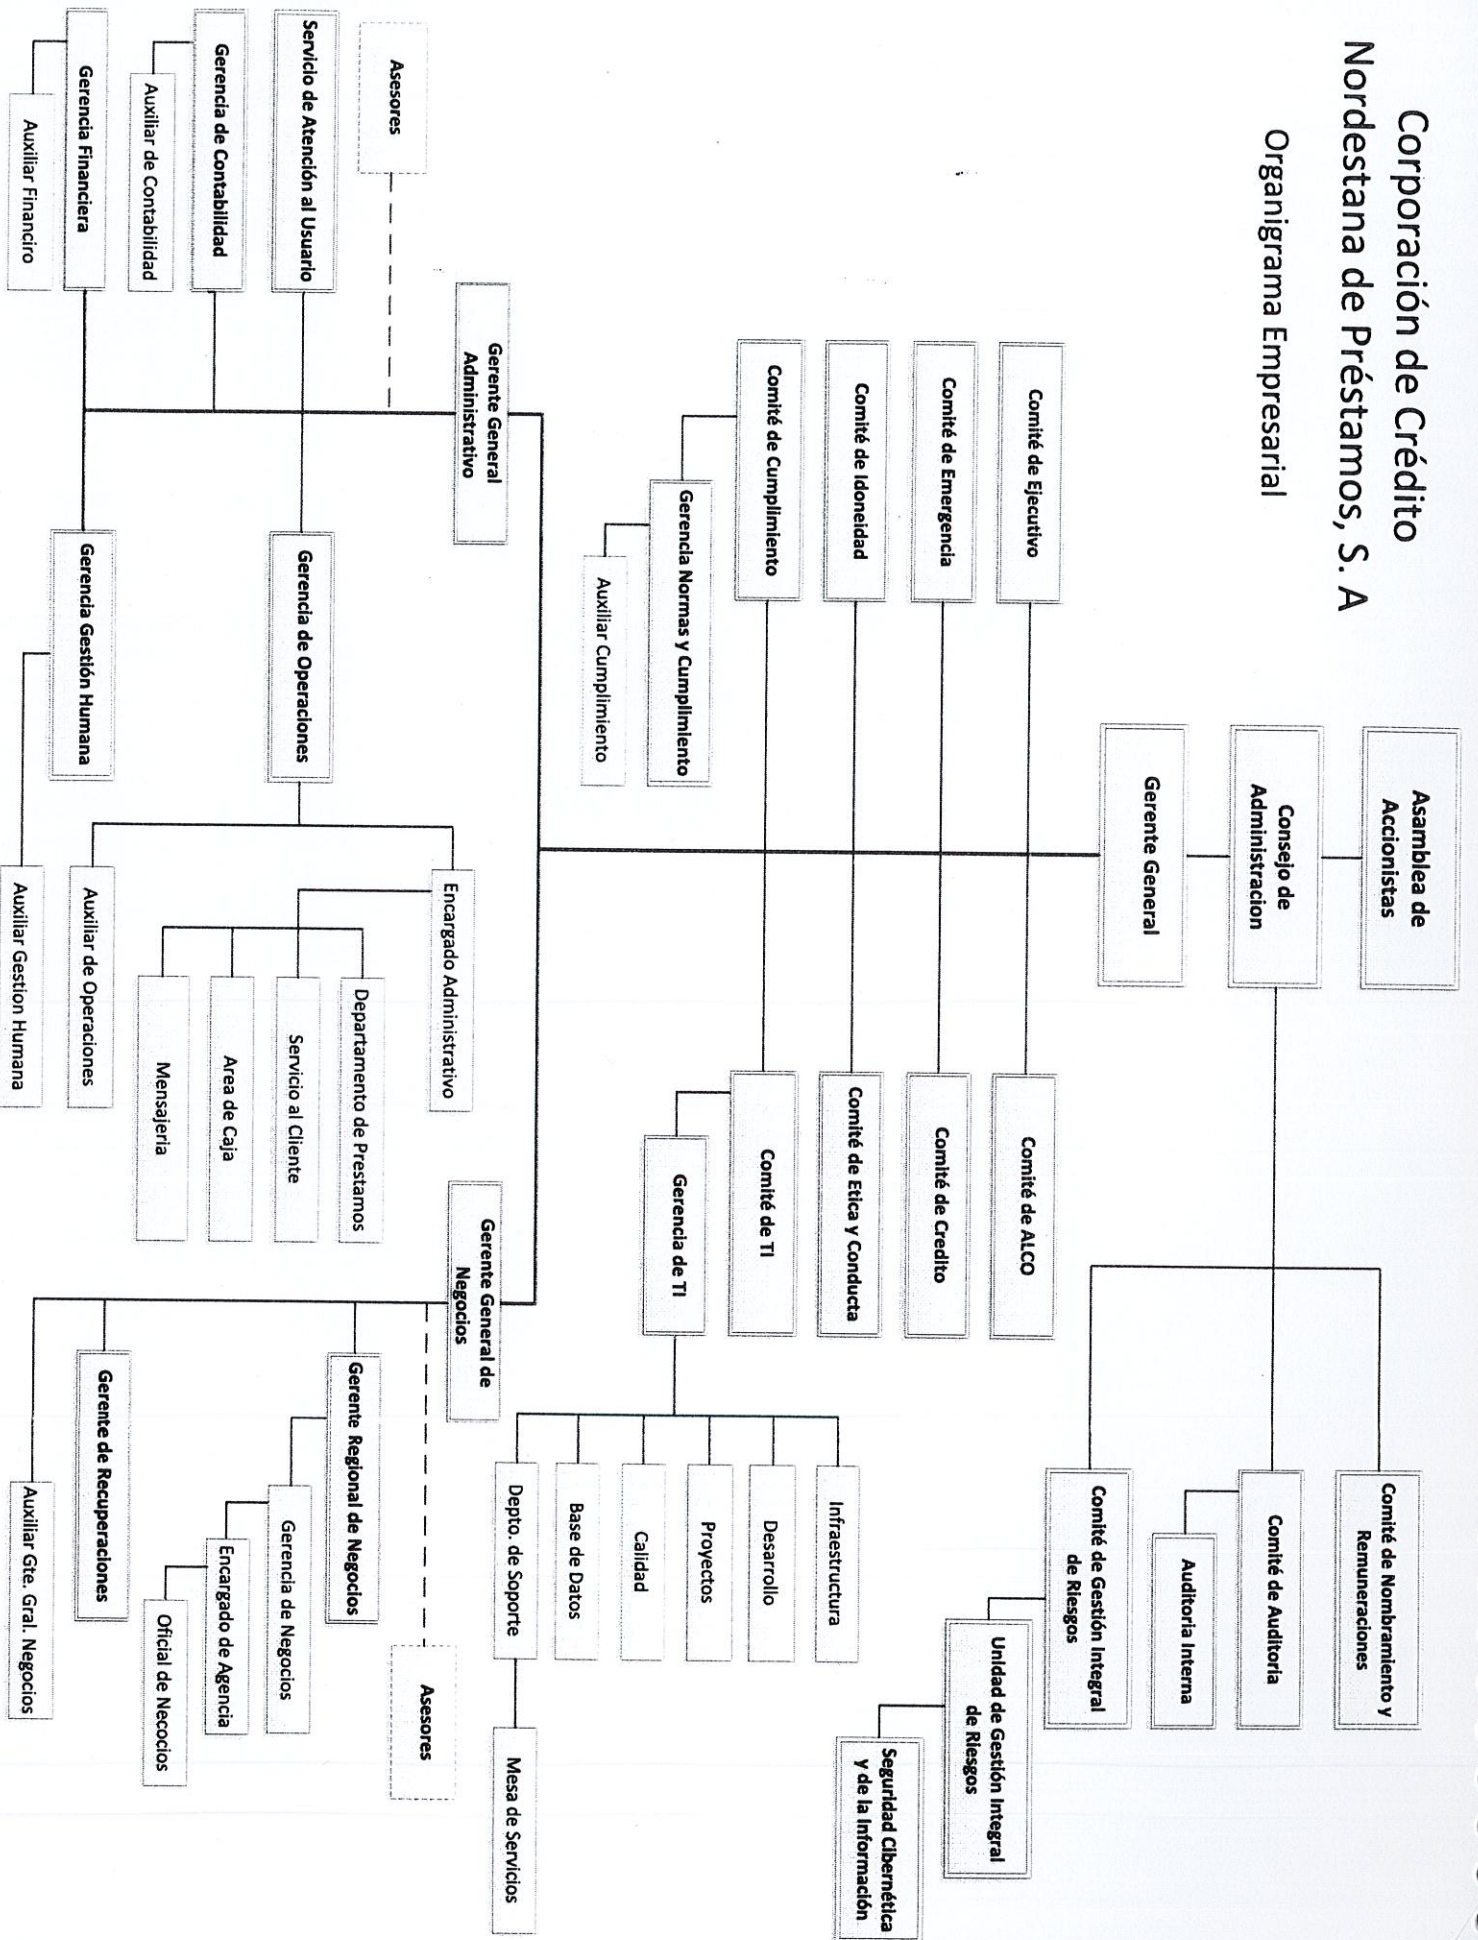 Corporación de Crédito
Nordestana de Préstamos, S. A
Organigrama Empresarial
Asamblea de
Accionistas
Consejo de
Administracion
Gerente General
Comité de Nombramiento y
Remuneraciones
Comité de Auditoria
Auditoria Interna
Comité de Gestión Integral
de Riesgos
Unidad de Gestión Integral
de Riesgos
Seguridad Cibernética
y de la Información
Comité de Ejecutivo
Comité de ALCO
Comité de Emergencia
Comité de Credito
Comité de Idoneidad
Comité de Etica y Conducta
Comité de Cumplimiento
Comité de TI
Gerencia Normas y Cumplimiento
Auxiliar Cumplimiento
Gerencia de TI
Infraestructura
Desarrollo
Proyectos
Calidad
Base de Datos
Depto. de Soporte
Mesa de Servicios
Gerente General
Administrativo
Asesores
Servicio de Atención al Usuario
Gerencia de Operaciones
Encargado Administrativo
Departamento de Prestamos
Servicio al Cliente
Area de Caja
Mensajeria
Auxiliar de Operaciones
Gerencia de Contabilidad
Auxiliar de Contabilidad
Gerencia Financiera
Auxiliar Financiro
Gerencia Gestión Humana
Auxiliar Gestion Humana
Gerente General de
Negocios
Asesores
Gerente Regional de Negocios
Gerencia de Negocios
Encargado de Agencia
Oficial de Necocios
Gerente de Recuperaciones
Auxiliar Gte. Gral. Negocios